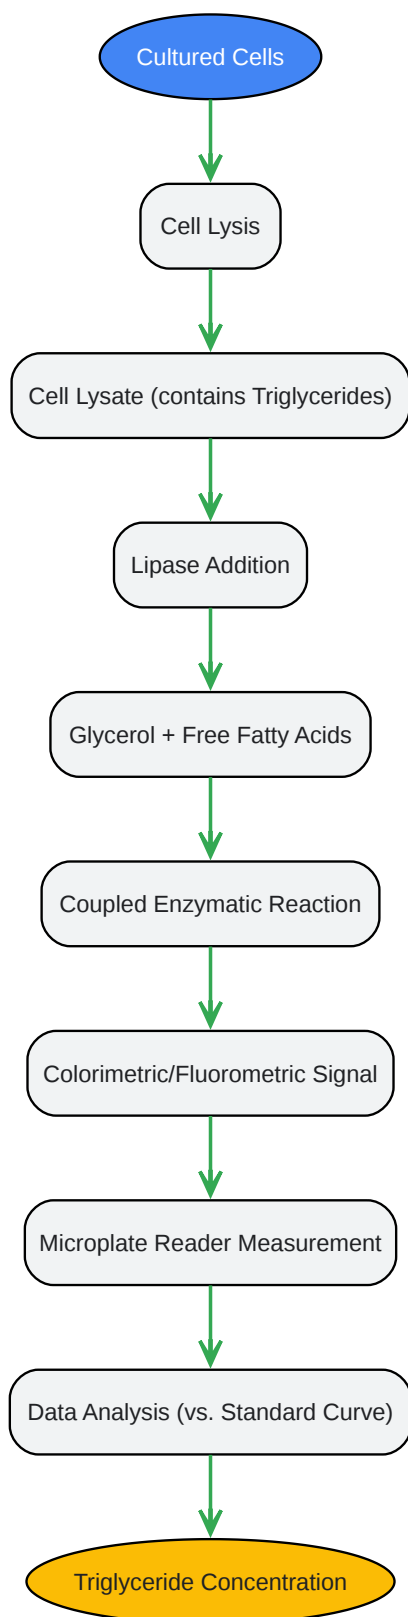 Cultured Cells
Cell Lysis
Cell Lysate (contains Triglycerides)
Lipase Addition
Glycerol + Free Fatty Acids
Coupled Enzymatic Reaction
Colorimetric/Fluorometric Signal
Microplate Reader Measurement
Data Analysis (vs. Standard Curve)
Triglyceride Concentration